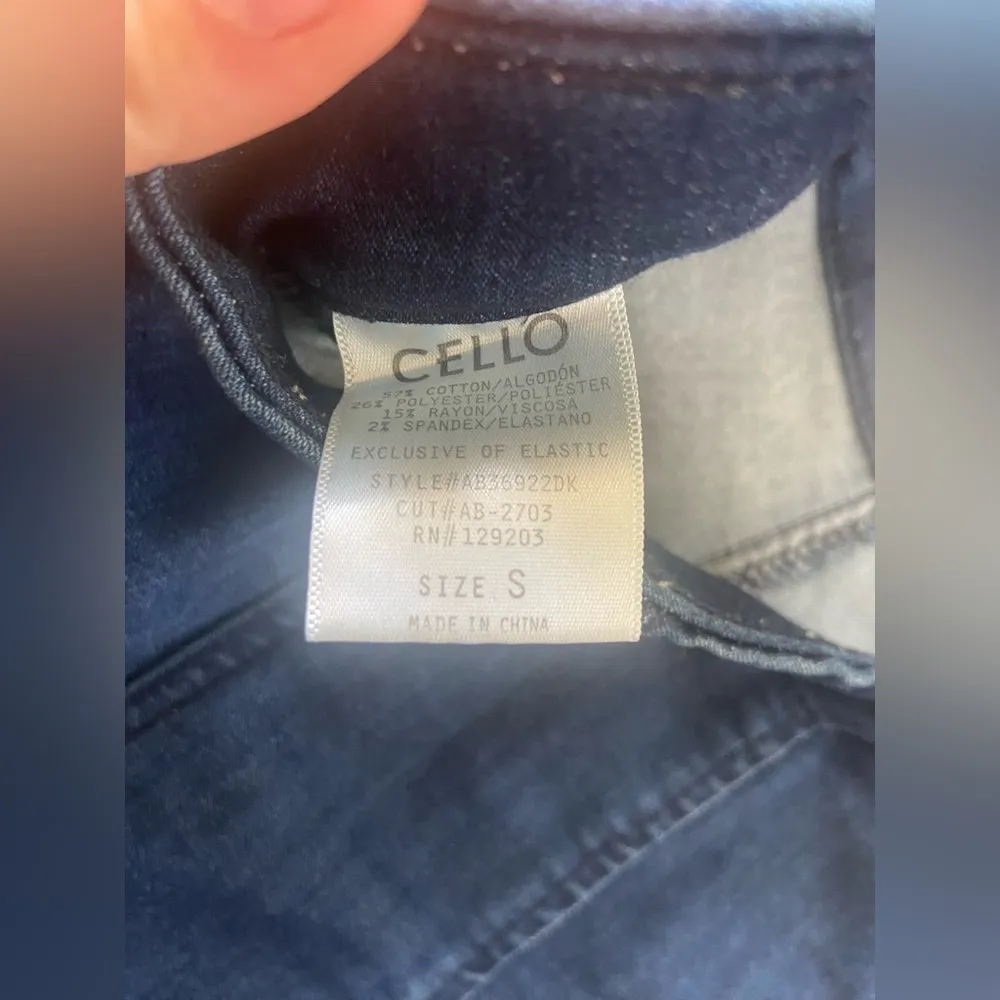 CELLO
57% COTTON/ALGODÓN
26% POLYESTER/POLIÉSTER
15% RAYON/VISCOSA
2% SPANDEX/ELASTANO
EXCLUSIVE OF ELASTIC
STYLE#AB36922DK
CUT#AB-2703
RN#129203
SIZE S
MADE IN CHINA